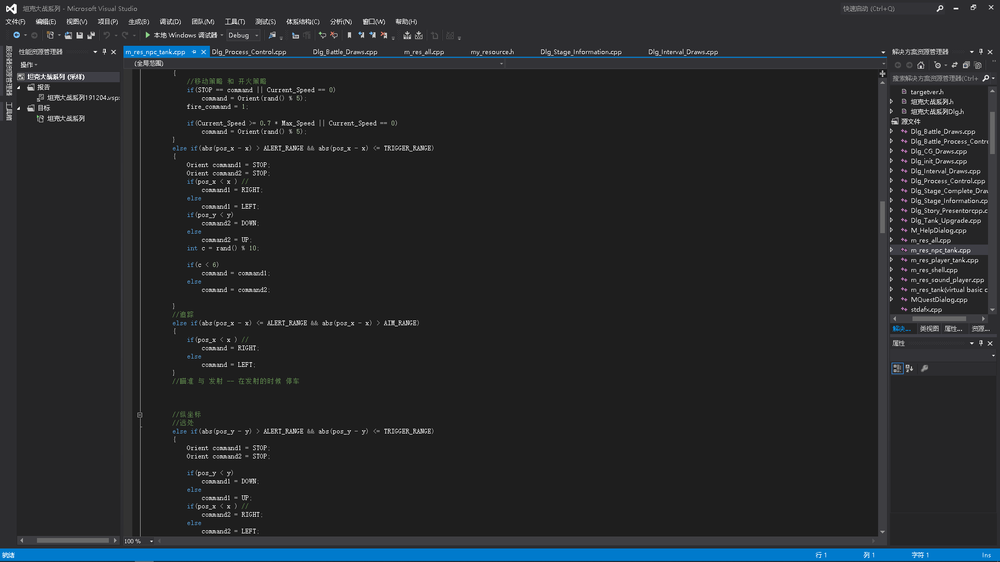 坦克大战系列 - Microsoft Visual Studio
快速启动 (Ctrl+Q)
文件(F) 编辑(E) 视图(V) 项目(P) 生成(B) 调试(D) 团队(M) 工具(T) 测试(S) 体系结构(C) 分析(N) 窗口(W) 帮助(H)
本地 Windows 调试器 Debug
服务器资源管理器
工具箱
性能资源管理器
操作
坦克大战系列 (采样)
报告
坦克大战系列191204.vsp
目标
坦克大战系列
m_res_npc_tank.cpp Dlg_Process_Control.cpp Dlg_Battle_Draws.cpp m_res_all.cpp my_resource.h Dlg_Stage_Information.cpp Dlg_Interval_Draws.cpp
(全局范围)
{
//移动策略 和 开火策略
if(STOP == command || Current_Speed == 0)
command = Orient(rand() % 5);
fire_command = 1;
if(Current_Speed >= 0.7 * Max_Speed || Current_Speed == 0)
command = Orient(rand() % 5);
}
else if(abs(pos_x - x) > ALERT_RANGE && abs(pos_x - x) <= TRIGGER_RANGE)
{
Orient command1 = STOP;
Orient command2 = STOP;
if(pos_x < x ) //
command1 = RIGHT;
else
command1 = LEFT;
if(pos_y < y)
command2 = DOWN;
else
command2 = UP;
int c = rand() % 10;
if(c < 6)
command = command1;
else
command = command2;
}
//追踪
else if(abs(pos_x - x) <= ALERT_RANGE && abs(pos_x - x) > AIM_RANGE)
{
if(pos_x < x ) //
command = RIGHT;
else
command = LEFT;
}
//瞄准 与 发射 -- 在发射的时候 停车
//纵坐标
//远处
else if(abs(pos_y - y) > ALERT_RANGE && abs(pos_y - y) <= TRIGGER_RANGE)
{
Orient command1 = STOP;
Orient command2 = STOP;
if(pos_y < y)
command1 = DOWN;
else
command1 = UP;
if(pos_x < x ) //
command2 = RIGHT;
else
command2 = LEFT;
100 %
解决方案资源管理器
搜索解决方案资源管理器(Ctrl+
targetver.h
坦克大战系列.h
坦克大战系列Dlg.h
源文件
Dlg_Battle_Draws.cpp
Dlg_Battle_Process_Contro
Dlg_CG_Draws.cpp
Dlg_init_Draws.cpp
Dlg_Interval_Draws.cpp
Dlg_Process_Control.cpp
Dlg_Stage_Complete_Draw
Dlg_Stage_Information.cp
Dlg_Story_Presentorcpp.c
Dlg_Tank_Upgrade.cpp
M_HelpDialog.cpp
m_res_all.cpp
m_res_npc_tank.cpp
m_res_player_tank.cpp
m_res_shell.cpp
m_res_sound_player.cpp
m_res_tank(virtual basic c
MQuestDialog.cpp
stdafx.cpp
解决... 类视图 属性... 资源...
属性
就绪 行 1 列 1 字符 1 Ins